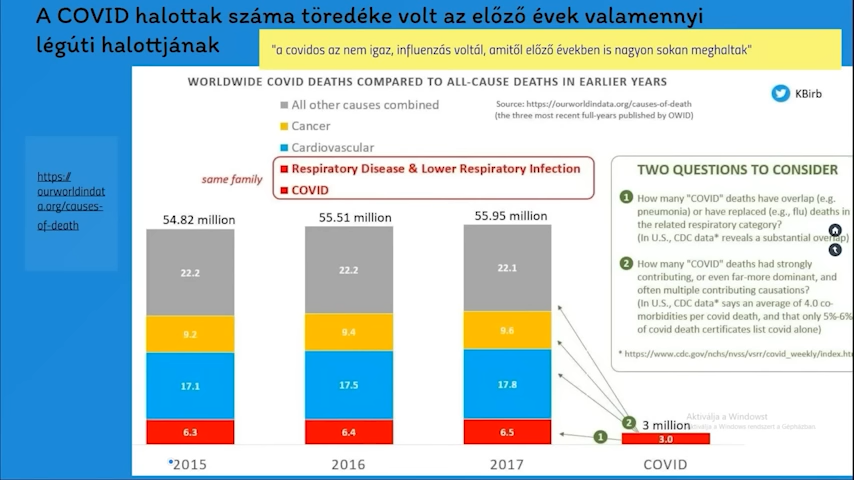 A COVID halottak száma töredéke volt az előző évek valamennyi
légúti halottjának
"a covidos az nem igaz, influenzás voltál, amitől előző években is nagyon sokan meghaltak"
WORLDWIDE COVID DEATHS COMPARED TO ALL-CAUSE DEATHS IN EARLIER YEARS
KBirb
All other causes combined
Cancer
Cardiovascular
Source: https://ourworldindata.org/causes-of-death
(the three most recent full-years published by OWID)
same family
Respiratory Disease & Lower Respiratory Infection
COVID
https://
ourworldindat
a.org/causes-
of-death
54.82 million
55.51 million
55.95 million
22.2
22.2
22.1
9.2
9.4
9.6
17.1
17.5
17.8
6.3
6.4
6.5
3 million
3.0
1
2
2015
2016
2017
COVID
TWO QUESTIONS TO CONSIDER
1 How many "COVID" deaths have overlap (e.g.
pneumonia) or have replaced (e.g., flu) deaths in
the related respiratory category?
(In U.S., CDC data* reveals a substantial overlap)
2 How many "COVID" deaths had strongly
contributing, or even far-more dominant, and
often multiple contributing causations?
(In U.S., CDC data* says an average of 4.0 co-
morbidities per covid death, and that only 5%-6%
of covid death certificates list covid alone)
* https://www.cdc.gov/nchs/nvss/vsrr/covid_weekly/index.ht
Aktiválja a Windowst
Aktiválja a Windows rendszert a Gépházban.